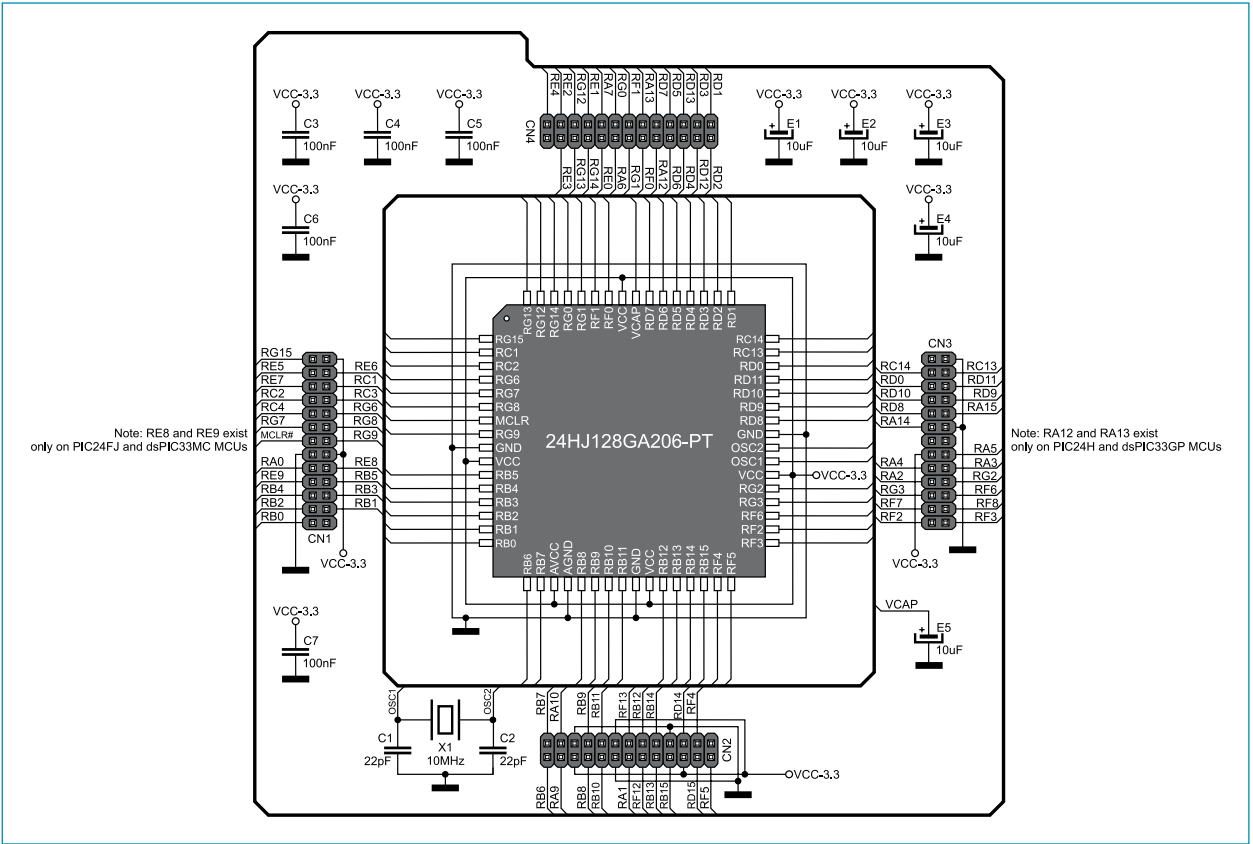 RE4
RE2
RG12
RE1
RA7
RG0
RF1
RA13
RD7
RD5
RD13
RD3
RD1
VCC-3.3
C3
100nF
VCC-3.3
C4
100nF
VCC-3.3
C5
100nF
CN4
VCC-3.3
E1
10uF
VCC-3.3
E2
10uF
VCC-3.3
E3
10uF
RE3
RG13
RG14
RE0
RA6
RG1
RF0
RA12
RD6
RD4
RD12
RD2
VCC-3.3
C6
100nF
VCC-3.3
E4
10uF
RG13
RG12
RG14
RG0
RG1
RF1
RF0
VCC
VCAP
RD7
RD6
RD5
RD4
RD3
RD2
RD1
RG15
RC1
RC2
RG6
RG7
RG8
MCLR
RG9
GND
VCC
RB5
RB4
RB3
RB2
RB1
RB0
24HJ128GA206-PT
RC14
RC13
RD0
RD11
RD10
RD9
RD8
GND
OSC2
OSC1
VCC
RG2
RG3
RF6
RF2
RF3
VCC-3.3
RB6
RB7
AVCC
AGND
RB8
RB9
RB10
RB11
GND
VCC
RB12
RB13
RB14
RB15
RF4
RF5
RG15
RE5
RE7
RC2
RC4
RG7
MCLR#
RA0
RE9
RB4
RB2
RB0
RE6
RC1
RC3
RG6
RG8
RG9
RE8
RB5
RB3
RB1
CN1
VCC-3.3
Note: RE8 and RE9 exist
only on PIC24FJ and dsPIC33MC MCUs
CN3
RC14
RD0
RD10
RD8
RA14
RA4
RA2
RG3
RF7
RF2
RC13
RD11
RD9
RA15
RA5
RA3
RG2
RF6
RF8
RF3
VCC-3.3
Note: RA12 and RA13 exist
only on PIC24H and dsPIC33GP MCUs
VCC-3.3
C7
100nF
VCAP
E5
10uF
OSC1
OSC2
C1
22pF
X1
10MHz
C2
22pF
RB7
RA10
RB9
RB11
RF13
RB12
RB14
RD14
RF4
CN2
VCC-3.3
RB6
RA9
RB8
RB10
RA1
RF12
RB13
RB15
RD15
RF5